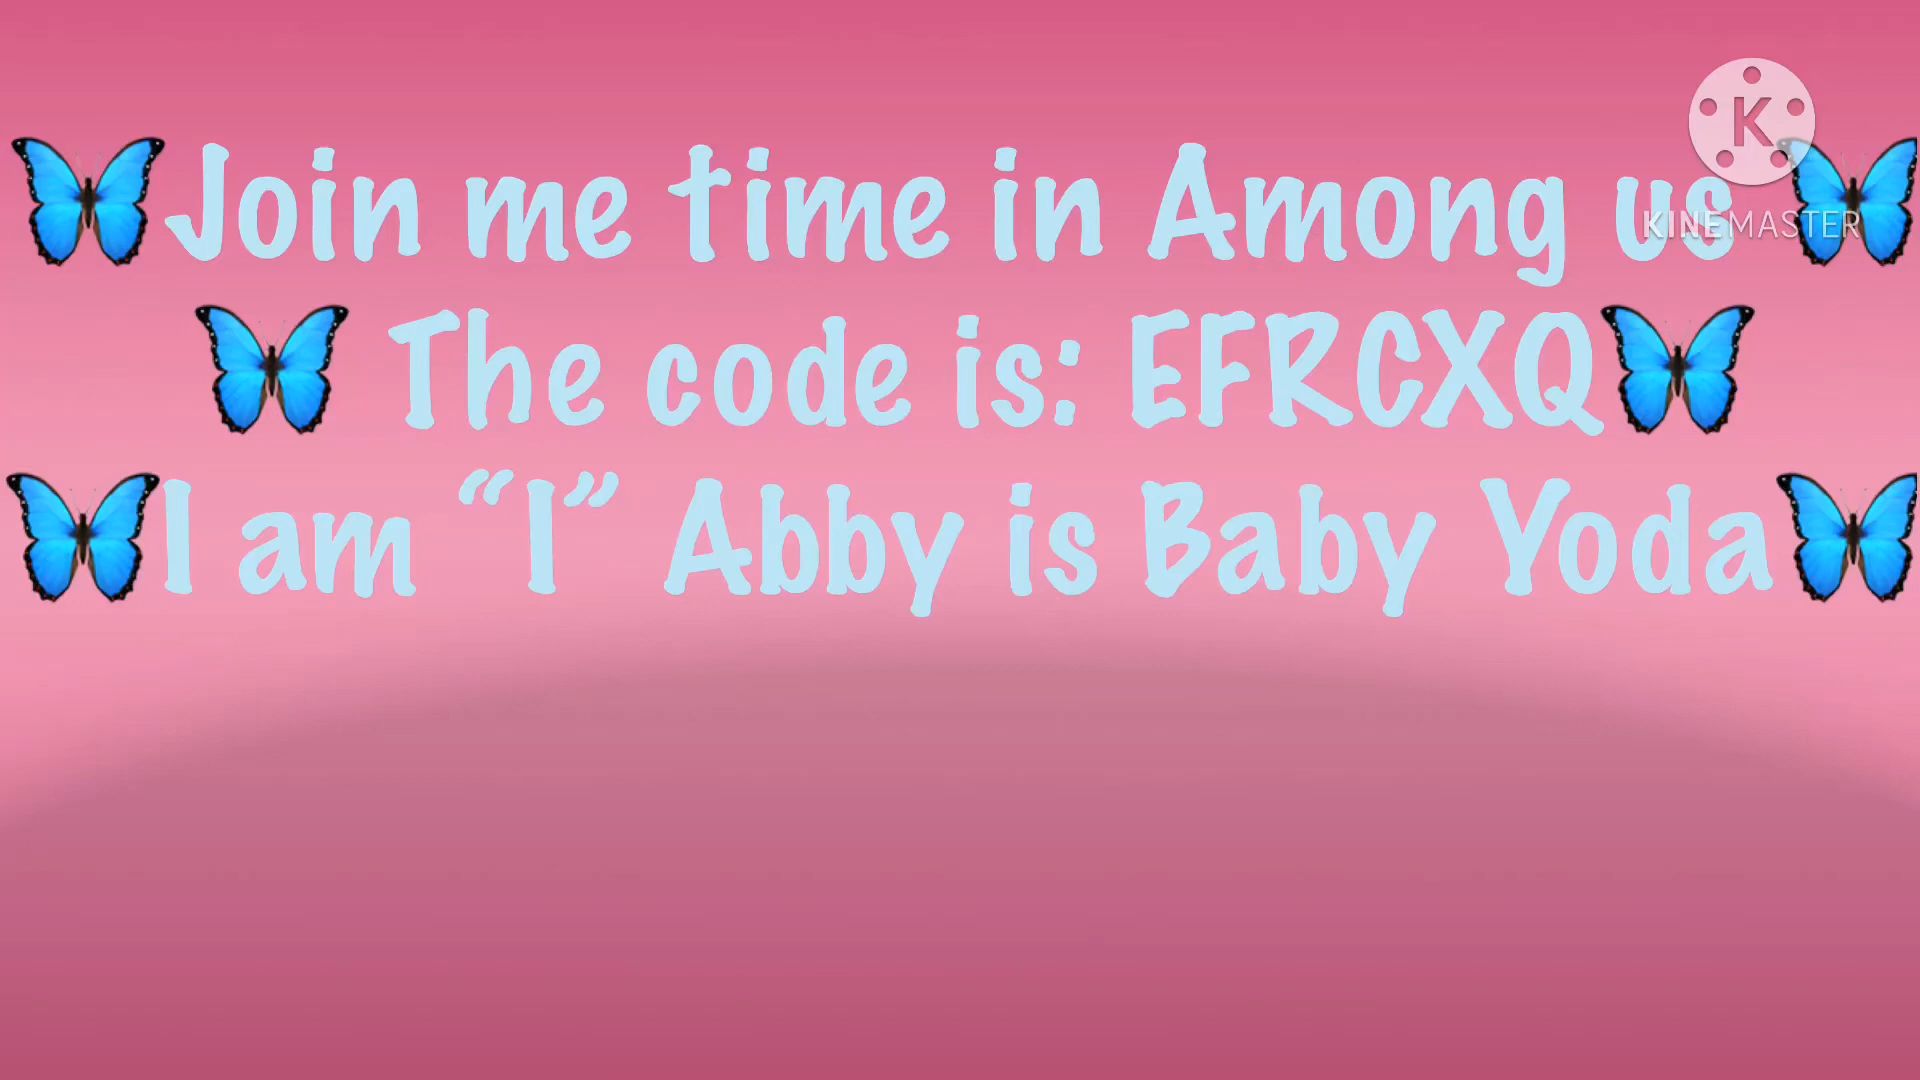 🦋Join me time in Among us🦋
🦋 The code is: EFRCXQ🦋
🦋I am “I” Abby is Baby Yoda🦋
K
KINEMASTER